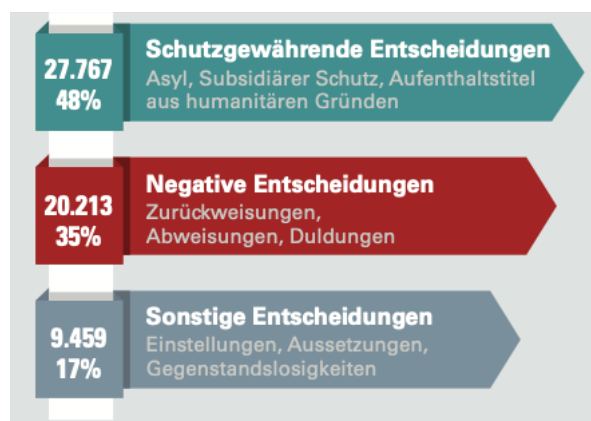 27.767
48%
Schutzgewährende Entscheidungen
Asyl, Subsidiärer Schutz, Aufenthaltstitel
aus humanitären Gründen
20.213
35%
Negative Entscheidungen
Zurückweisungen,
Abweisungen, Duldungen
9.459
17%
Sonstige Entscheidungen
Einstellungen, Aussetzungen,
Gegenstandslosigkeiten